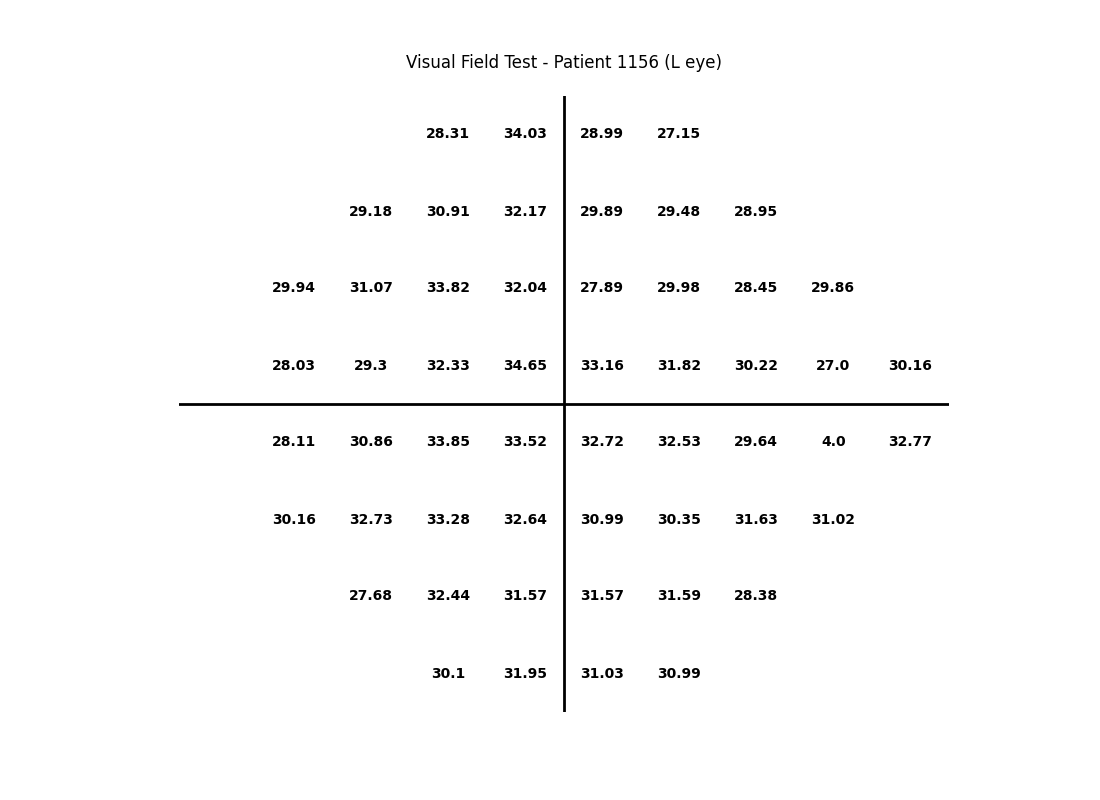 Visual Field Test - Patient 1156 (L eye)
28.31 34.03 28.99 27.15
29.18 30.91 32.17 29.89 29.48 28.95
29.94 31.07 33.82 32.04 27.89 29.98 28.45 29.86
28.03 29.3 32.33 34.65 33.16 31.82 30.22 27.0 30.16
28.11 30.86 33.85 33.52 32.72 32.53 29.64 4.0 32.77
30.16 32.73 33.28 32.64 30.99 30.35 31.63 31.02
27.68 32.44 31.57 31.57 31.59 28.38
30.1 31.95 31.03 30.99